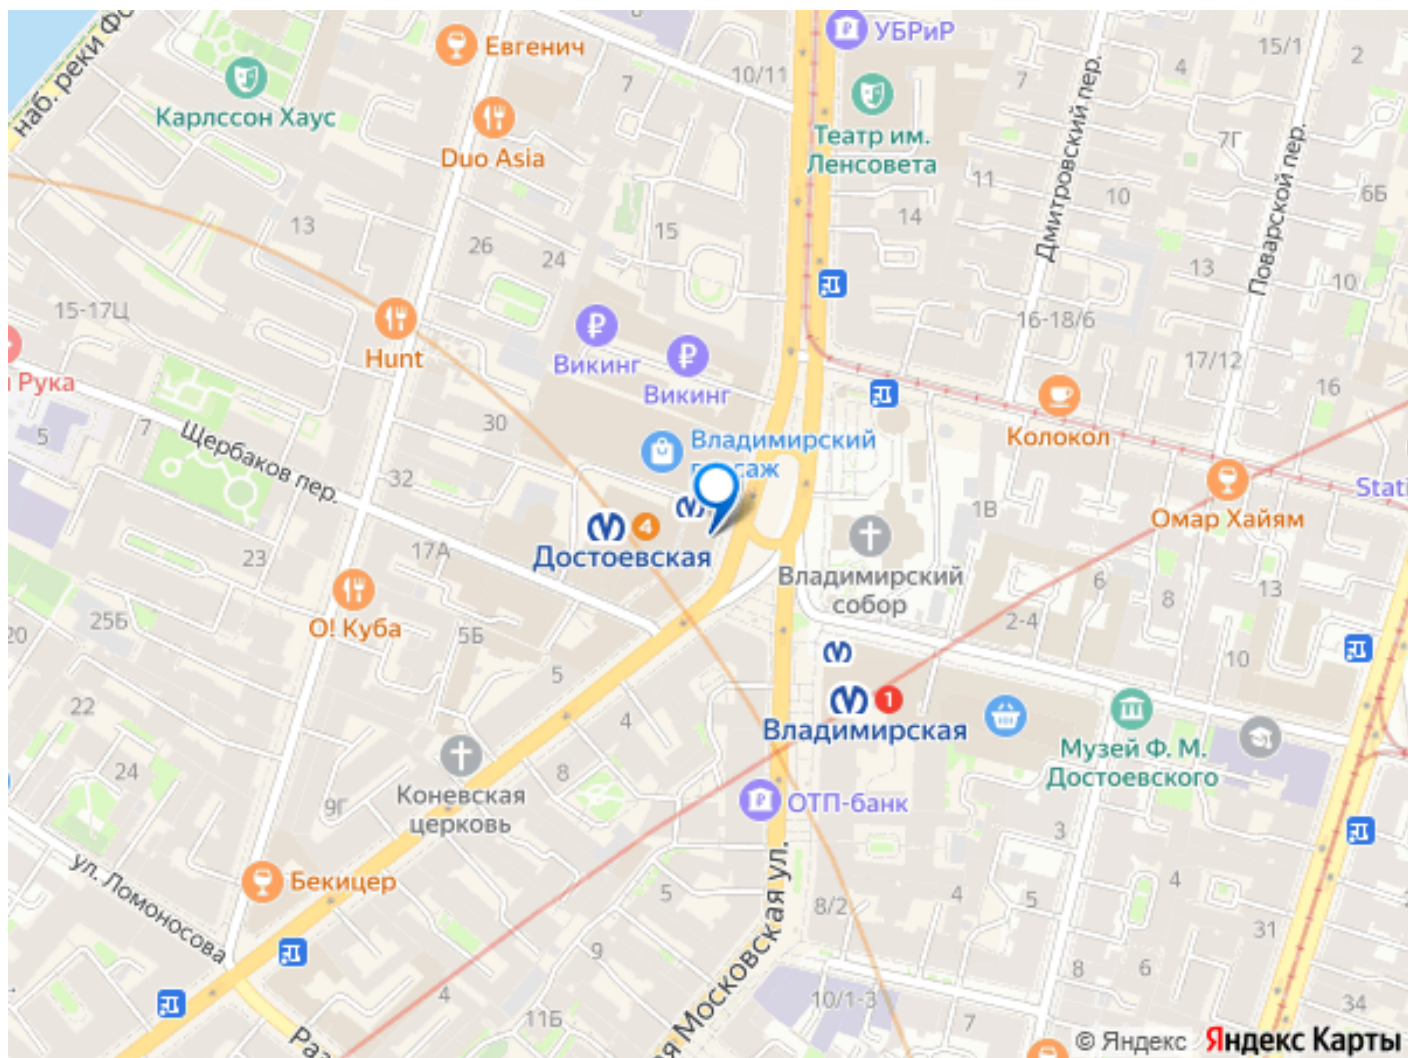 наб. реки Фо
Евгенич
УБРиР
15/1
2
7
10/11
7
4
Карлссон Хаус
Duo Asia
Театр им.
Ленсовета
Дмитровский пер.
7Г
Поварской пер.
11
10
6Б
13
26
24
15
14
13
10
15-17Ц
Hunt
Викинг
Викинг
16-18/6
17/12
16
Рука
5
7
Щербаков пер.
30
32
Владимирский
Колокол
Stati
Омар Хайям
1В
4
Достоевская
17А
23
Владимирский
собор
6
8
13
2-4
10
20
25Б
О! Куба
5Б
5
22
4
1
Владимирская
Музей Ф. М.
Достоевского
24
8
Коневская
церковь
9Г
ОТП-банк
3
ул. Ломоносова
Бекицер
5
8/2
4
5
4
31
9
4
11Б
Раз
ая Московская ул.
10/1-3
7
8
6
34
© Яндекс Яндекс Карты